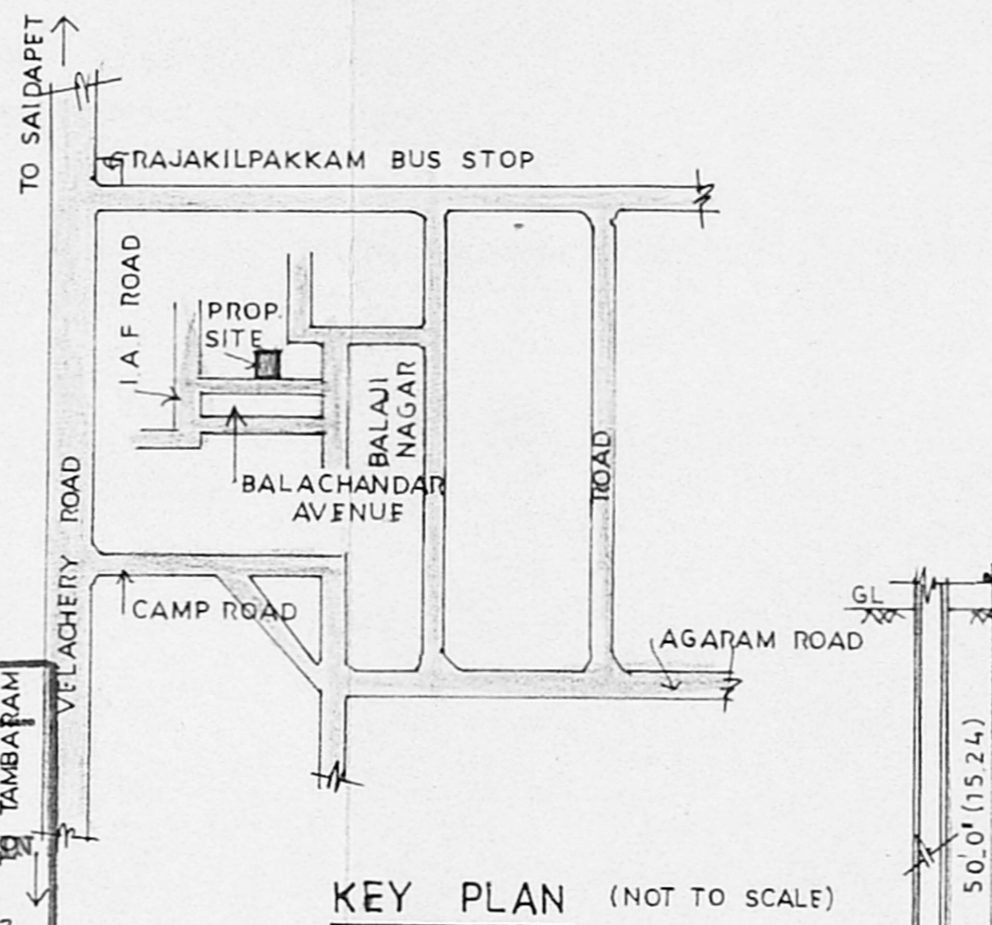 TO SAIDAPET
RAJAKILPAKKAM BUS STOP
I.A.F ROAD
PROP.
SITE
BALAJI
NAGAR
BALACHANDAR
AVENUE
ROAD
VELACHERY ROAD
CAMP ROAD
AGARAM ROAD
GL
TO TAMBARAM
N
50'.0" (15.24)
KEY PLAN (NOT TO SCALE)